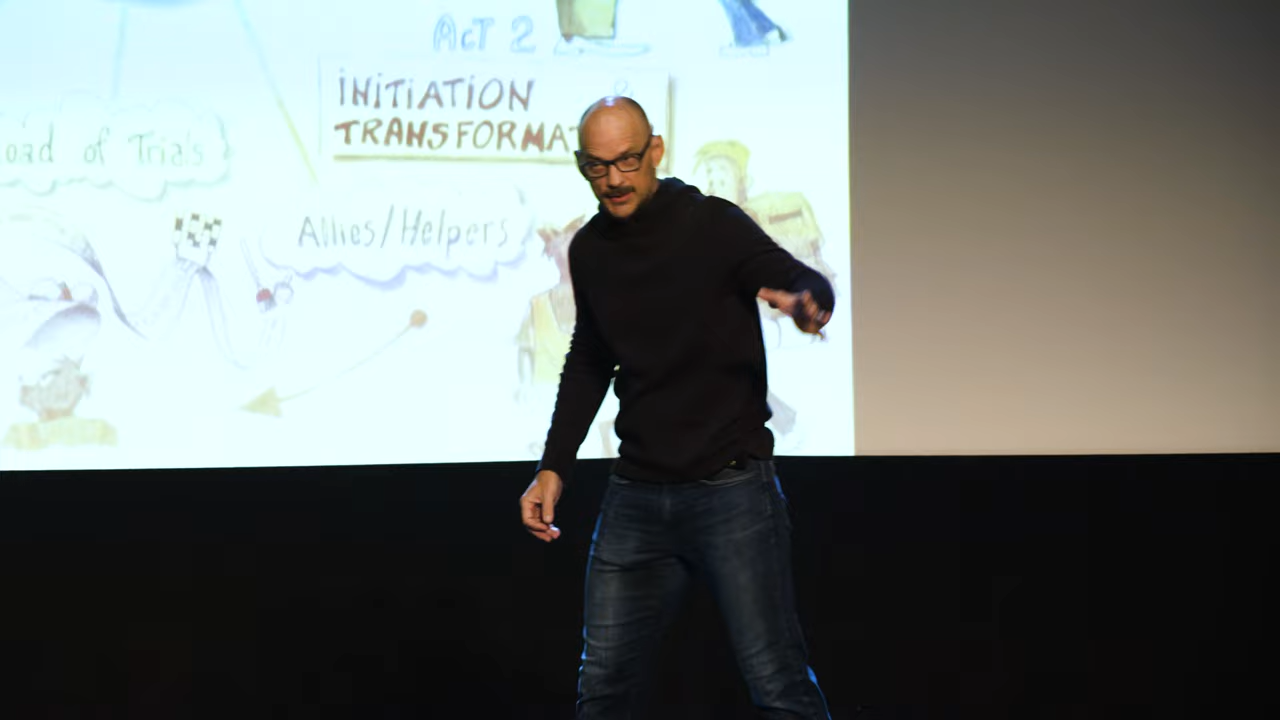 AcT 2
INITIATION &
TRANSFORMAT
oad of Trials
Allies/Helpers